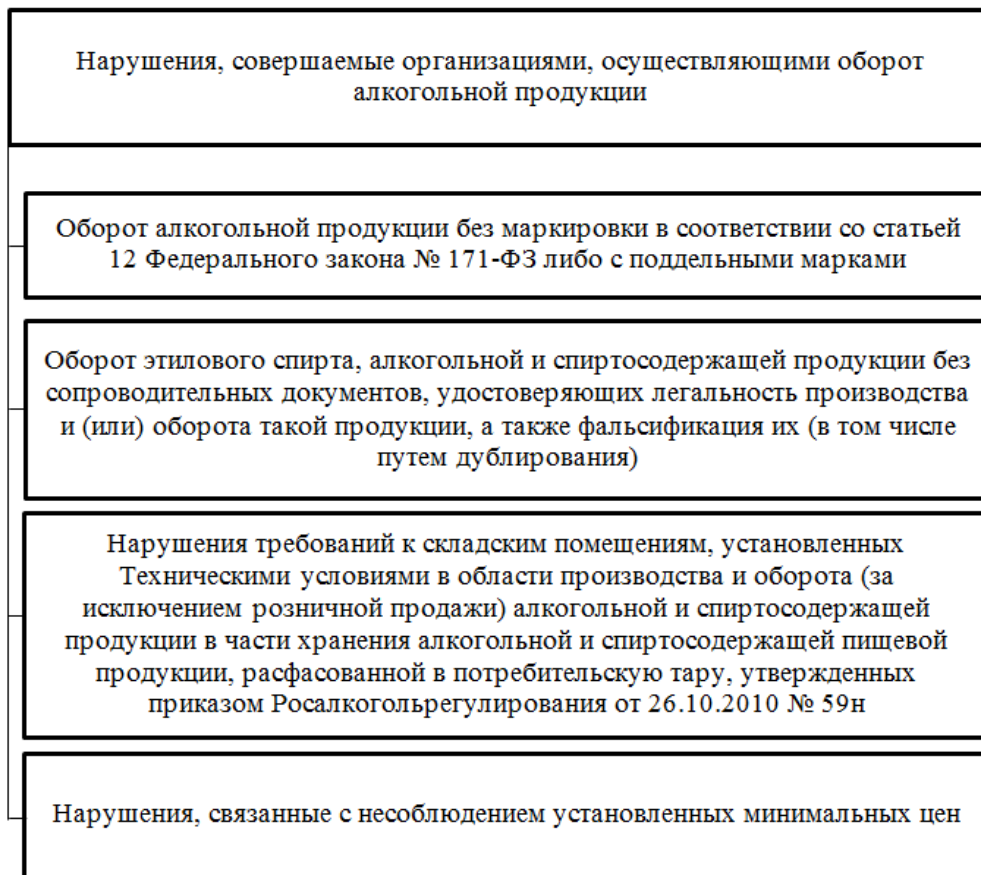 Нарушения, совершаемые организациями, осуществляющими оборот
алкогольной продукции
Оборот алкогольной продукции без маркировки в соответствии со статьей
12 Федерального закона № 171-ФЗ либо с поддельными марками
Оборот этилового спирта, алкогольной и спиртосодержащей продукции без
сопроводительных документов, удостоверяющих легальность производства
и (или) оборота такой продукции, а также фальсификация их (в том числе
путем дублирования)
Нарушения требований к складским помещениям, установленных
Техническими условиями в области производства и оборота (за
исключением розничной продажи) алкогольной и спиртосодержащей
продукции в части хранения алкогольной и спиртосодержащей пищевой
продукции, расфасованной в потребительскую тару, утвержденных
приказом Росалкогольрегулирования от 26.10.2010 № 59н
Нарушения, связанные с несоблюдением установленных минимальных цен